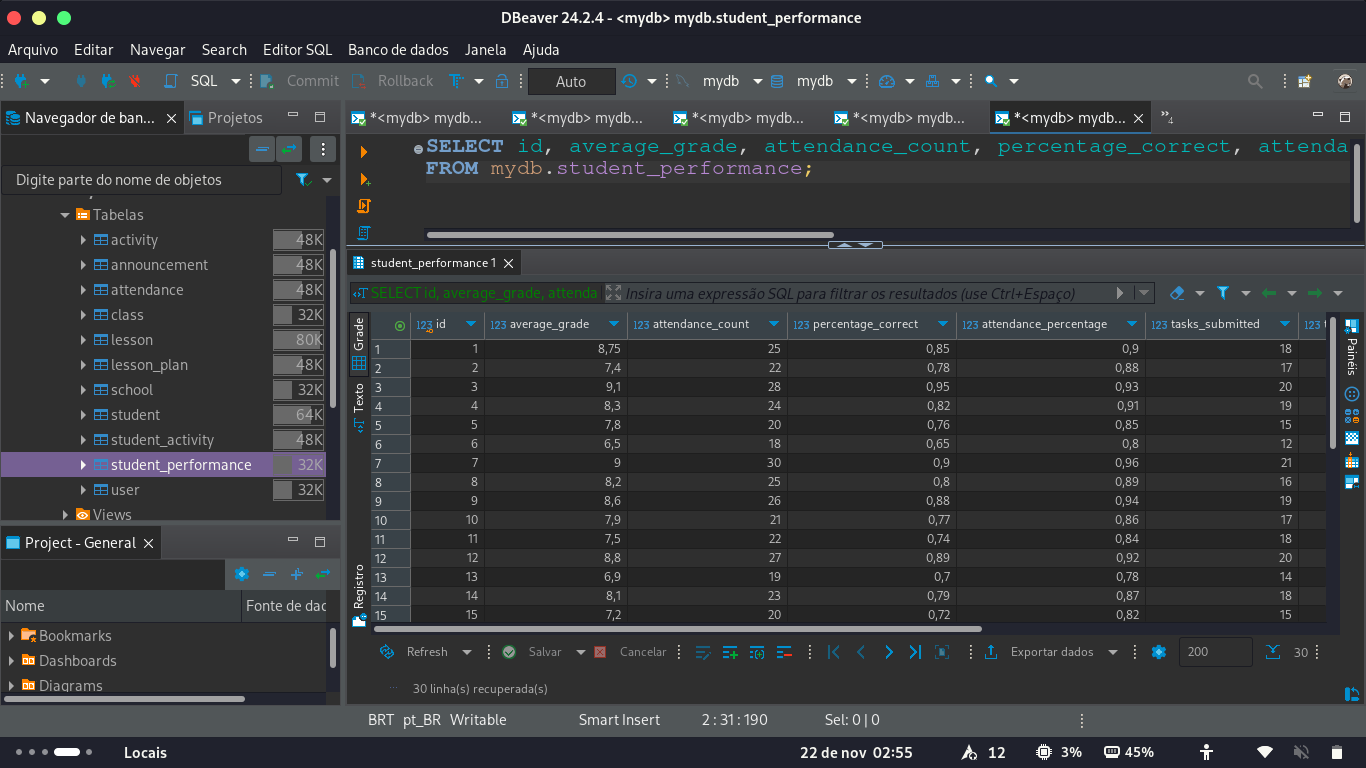 DBeaver 24.2.4 - <mydb> mydb.student_performance
Arquivo Editar Navegar Search Editor SQL Banco de dados Janela Ajuda
SQL Commit Rollback Auto mydb mydb
Navegador de ban... Projetos
*<mydb> mydb... *<mydb> mydb... *<mydb> mydb... *<mydb> mydb... *<mydb> mydb... »4
SELECT id, average_grade, attendance_count, percentage_correct, attenda
FROM mydb.student_performance;
Digite parte do nome de objetos
Tabelas
activity 48K
announcement 48K
attendance 48K
class 32K
lesson 80K
lesson_plan 48K
school 32K
student 64K
student_activity 48K
student_performance 32K
user 32K
Views
Project - General
Nome Fonte de dad
Bookmarks
Dashboards
Diagrams
student_performance 1
SELECT id, average_grade, attenda Insira uma expressão SQL para filtrar os resultados (use Ctrl+Espaço)
Grade
Texto
Registro
Painéis
123 id 123 average_grade 123 attendance_count 123 percentage_correct 123 attendance_percentage 123 tasks_submitted
1 1 8,75 25 0,85 0,9 18
2 2 7,4 22 0,78 0,88 17
3 3 9,1 28 0,95 0,93 20
4 4 8,3 24 0,82 0,91 19
5 5 7,8 20 0,76 0,85 15
6 6 6,5 18 0,65 0,8 12
7 7 9 30 0,9 0,96 21
8 8 8,2 25 0,8 0,89 16
9 9 8,6 26 0,88 0,94 19
10 10 7,9 21 0,77 0,86 17
11 11 7,5 22 0,74 0,84 18
12 12 8,8 27 0,89 0,92 20
13 13 6,9 19 0,7 0,78 14
14 14 8,1 23 0,79 0,87 18
15 15 7,2 20 0,72 0,82 15
Refresh Salvar Cancelar Exportar dados 200 30
30 linha(s) recuperada(s)
BRT pt_BR Writable Smart Insert 2 : 31 : 190 Sel: 0 | 0
Locais 22 de nov 02:55 12 3% 45%